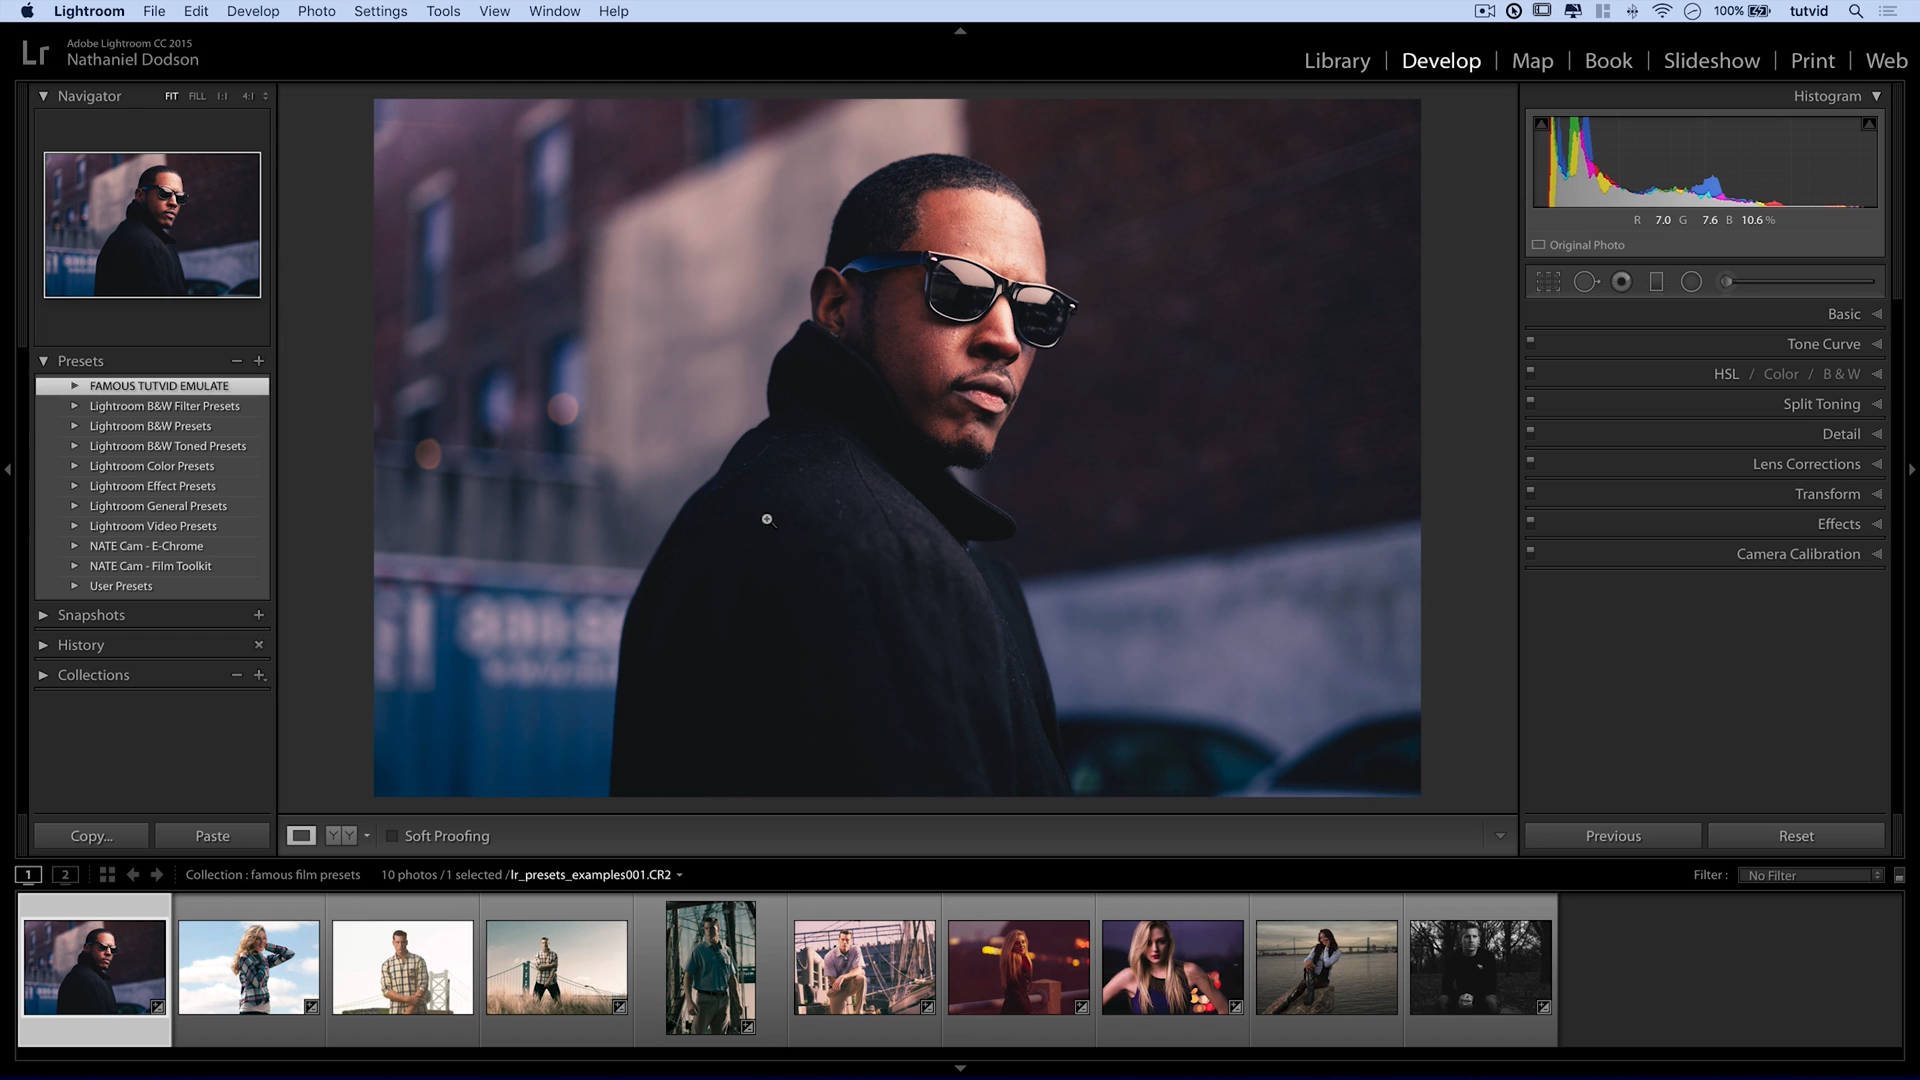 Lightroom File Edit Develop Photo Settings Tools View Window Help 100% tutvid
Lr Adobe Lightroom CC 2015
Nathaniel Dodson
Library | Develop | Map | Book | Slideshow | Print | Web
Navigator FIT FILL 1:1 4:1
Histogram
R 7.0 G 7.6 B 10.6 %
Original Photo
Basic
Tone Curve
HSL / Color / B & W
Split Toning
Detail
Lens Corrections
Transform
Effects
Camera Calibration
Presets
FAMOUS TUTVID EMULATE
Lightroom B&W Filter Presets
Lightroom B&W Presets
Lightroom B&W Toned Presets
Lightroom Color Presets
Lightroom Effect Presets
Lightroom General Presets
Lightroom Video Presets
NATE Cam - E-Chrome
NATE Cam - Film Toolkit
User Presets
Snapshots
History
Collections
Copy... Paste
YY Soft Proofing
Previous Reset
1 2 Collection : famous film presets 10 photos /1 selected /lr_presets_examples001.CR2
Filter : No Filter